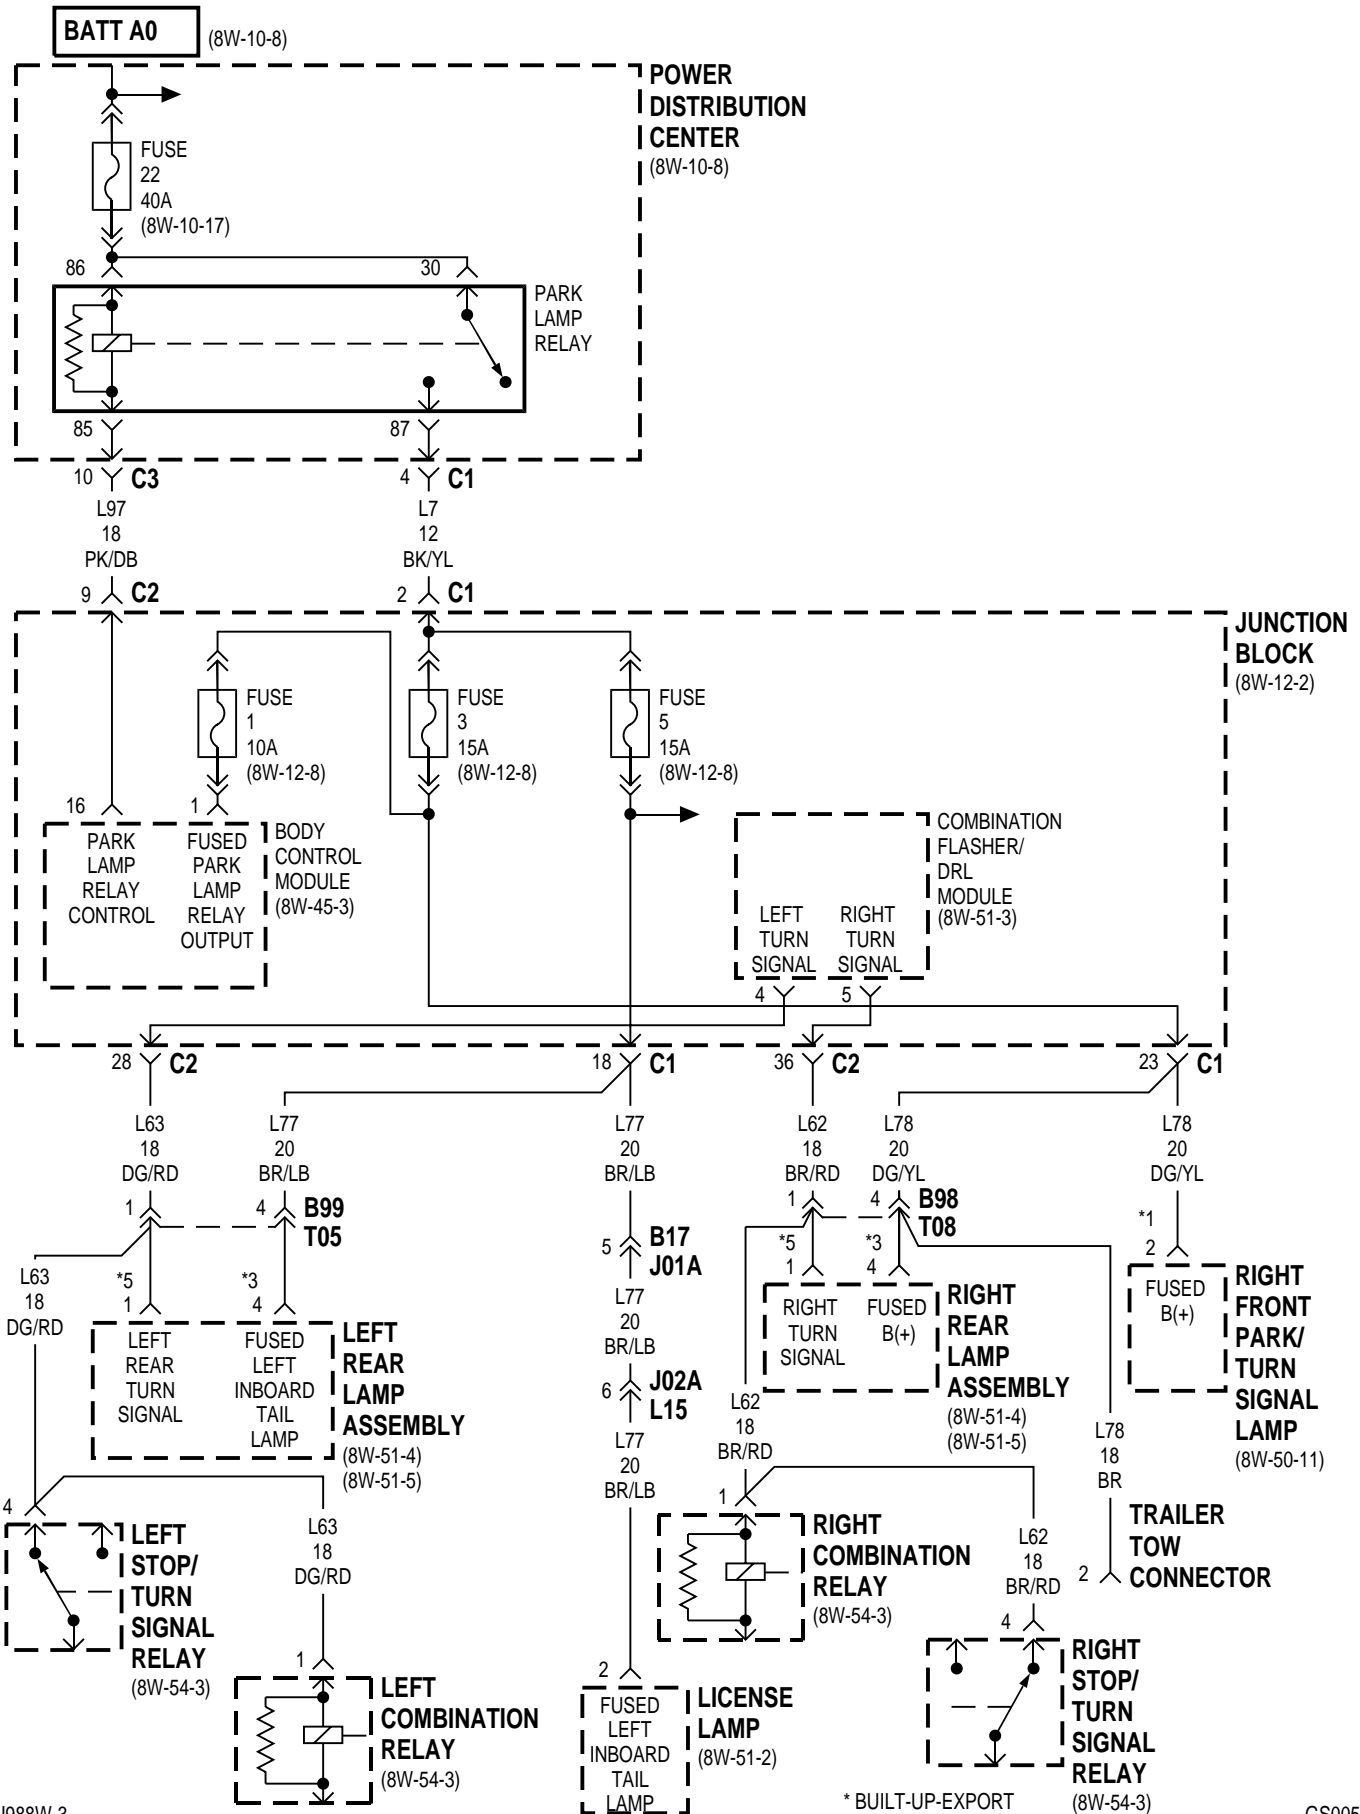 BATT A0
(8W-10-8)
POWER
DISTRIBUTION
CENTER
(8W-10-8)
FUSE
22
40A
(8W-10-17)
86
30
PARK
LAMP
RELAY
85
87
10
C3
4
C1
L97
18
PK/DB
L7
12
BK/YL
9
C2
2
C1
JUNCTION
BLOCK
(8W-12-2)
FUSE
1
10A
(8W-12-8)
FUSE
3
15A
(8W-12-8)
FUSE
5
15A
(8W-12-8)
16
1
PARK
LAMP
RELAY
CONTROL
FUSED
PARK
LAMP
RELAY
OUTPUT
BODY
CONTROL
MODULE
(8W-45-3)
COMBINATION
FLASHER/
DRL
MODULE
(8W-51-3)
LEFT
TURN
SIGNAL
RIGHT
TURN
SIGNAL
4
5
28
C2
18
C1
36
C2
23
C1
L63
18
DG/RD
L77
20
BR/LB
L77
20
BR/LB
L62
18
BR/RD
L78
20
DG/YL
L78
20
DG/YL
1
4
B99
T05
5
B17
J01A
1
4
B98
T08
*1
2
L63
18
DG/RD
*5
1
*3
4
LEFT
REAR
TURN
SIGNAL
FUSED
LEFT
INBOARD
TAIL
LAMP
LEFT
REAR
LAMP
ASSEMBLY
(8W-51-4)
(8W-51-5)
L77
20
BR/LB
6
J02A
L15
L77
20
BR/LB
*5
1
*3
4
RIGHT
TURN
SIGNAL
FUSED
B(+)
RIGHT
REAR
LAMP
ASSEMBLY
(8W-51-4)
(8W-51-5)
FUSED
B(+)
RIGHT
FRONT
PARK/
TURN
SIGNAL
LAMP
(8W-50-11)
L62
18
BR/RD
L78
18
BR
4
LEFT
STOP/
TURN
SIGNAL
RELAY
(8W-54-3)
L63
18
DG/RD
1
LEFT
COMBINATION
RELAY
(8W-54-3)
1
RIGHT
COMBINATION
RELAY
(8W-54-3)
L62
18
BR/RD
4
2
TRAILER
TOW
CONNECTOR
2
FUSED
LEFT
INBOARD
TAIL
LAMP
LICENSE
LAMP
(8W-51-2)
RIGHT
STOP/
TURN
SIGNAL
RELAY
(8W-54-3)
* BUILT-UP-EXPORT